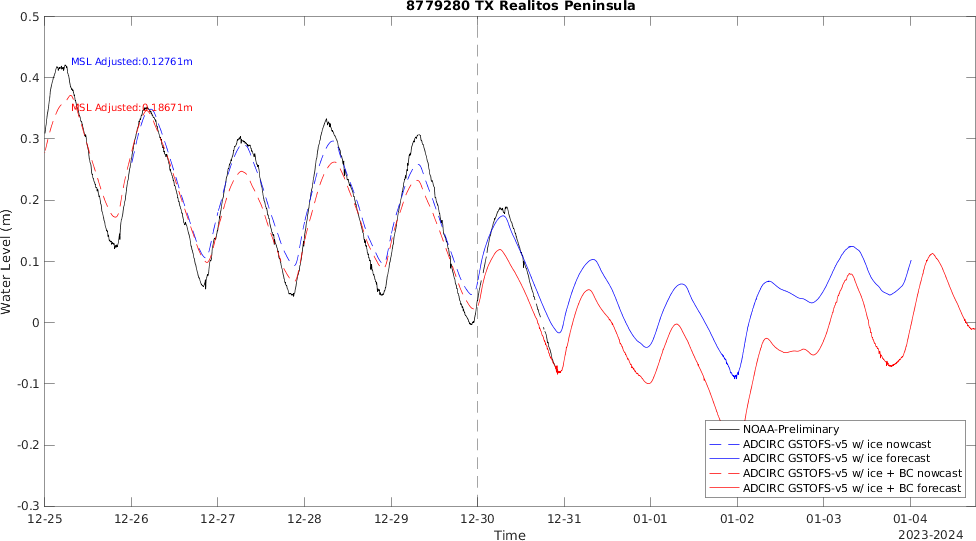 8779280 TX Realitos Peninsula
0.5
0.4
0.3
0.2
0.1
0
-0.1
-0.2
-0.3
Water Level (m)
MSL Adjusted:0.12761m
MSL Adjusted:0.18671m
NOAA-Preliminary
ADCIRC GSTOFS-v5 w/ ice nowcast
ADCIRC GSTOFS-v5 w/ ice forecast
ADCIRC GSTOFS-v5 w/ ice + BC nowcast
ADCIRC GSTOFS-v5 w/ ice + BC forecast
12-25 12-26 12-27 12-28 12-29 12-30 12-31 01-01 01-02 01-03 01-04
Time
2023-2024